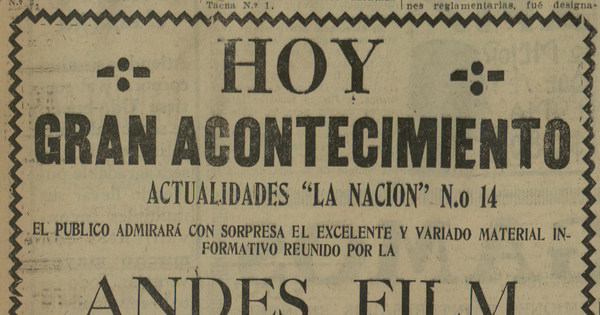 Tacna N.º 1.
nes reglamentarias, fué designa-
HOY
GRAN ACONTECIMIENTO
ACTUALIDADES "LA NACION" N.o 14
EL PUBLICO ADMIRARÁ CON SORPRESA EL EXCELENTE Y VARIADO MATERIAL IN-
FORMATIVO REUNIDO POR LA
ANDES FILM